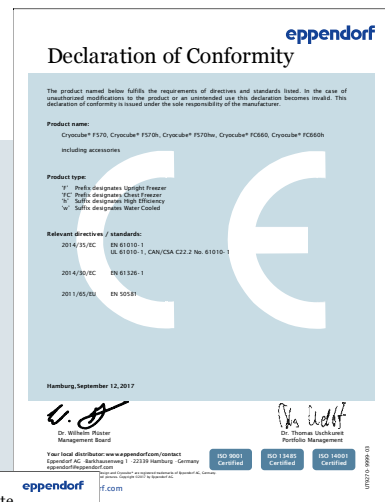 eppendorf
Declaration of Conformity
The product named below fulfills the requirements of directives and standards listed. In the case of
unauthorized modifications to the product or an unintended use this declaration becomes invalid. This
declaration of conformity is issued under the sole responsibility of the manufacturer.
Product name:
Cryocube® F570, Cryocube® F570h, Cryocube® F570hw, Cryocube® FC660, Cryocube® FC660h
including accessories
Product type:
'F' Prefix designates Upright Freezer
'FC' Prefix designates Chest Freezer
'h' Suffix designates High Efficiency
'w' Suffix designates Water Cooled
Relevant directives / standards:
2014/35/EC EN 61010-1
UL 61010-1, CAN/CSA C22.2 No. 61010-1
2014/30/EC EN 61326-1
2011/65/EU EN 50581
CE
Hamburg, September 12, 2017
Dr. Wilhelm Plüster
Management Board
Dr. Thomas Uschkureit
Portfolio Management
Your local distributor: www.eppendorf.com/contact
Eppendorf AG · Barkhausenweg 1 · 22339 Hamburg · Germany
eppendorf@eppendorf.com
ISO 9001
Certified
ISO 13485
Certified
ISO 14001
Certified
eppendorf
rf.com